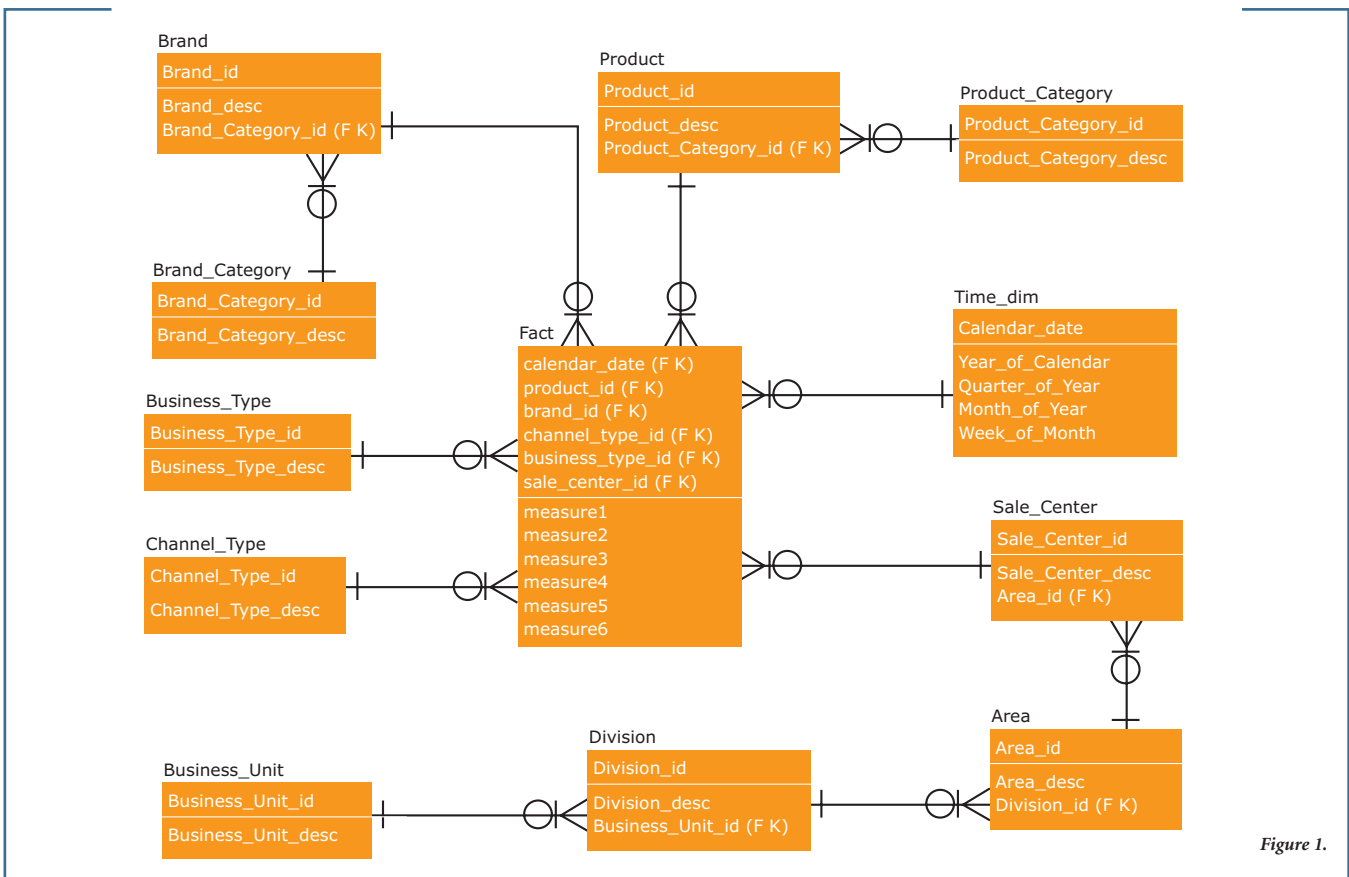 Brand
Brand_id
Brand_desc
Brand_Category_id (F K)
Product
Product_id
Product_desc
Product_Category_id (F K)
Product_Category
Product_Category_id
Product_Category_desc
Brand_Category
Brand_Category_id
Brand_Category_desc
Time_dim
Calendar_date
Year_of_Calendar
Quarter_of_Year
Month_of_Year
Week_of_Month
Fact
calendar_date (F K)
product_id (F K)
brand_id (F K)
channel_type_id (F K)
business_type_id (F K)
sale_center_id (F K)
measure1
measure2
measure3
measure4
measure5
measure6
Business_Type
Business_Type_id
Business_Type_desc
Channel_Type
Channel_Type_id
Channel_Type_desc
Sale_Center
Sale_Center_id
Sale_Center_desc
Area_id (F K)
Area
Area_id
Area_desc
Division_id (F K)
Division
Division_id
Division_desc
Business_Unit_id (F K)
Business_Unit
Business_Unit_id
Business_Unit_desc
Figure 1.